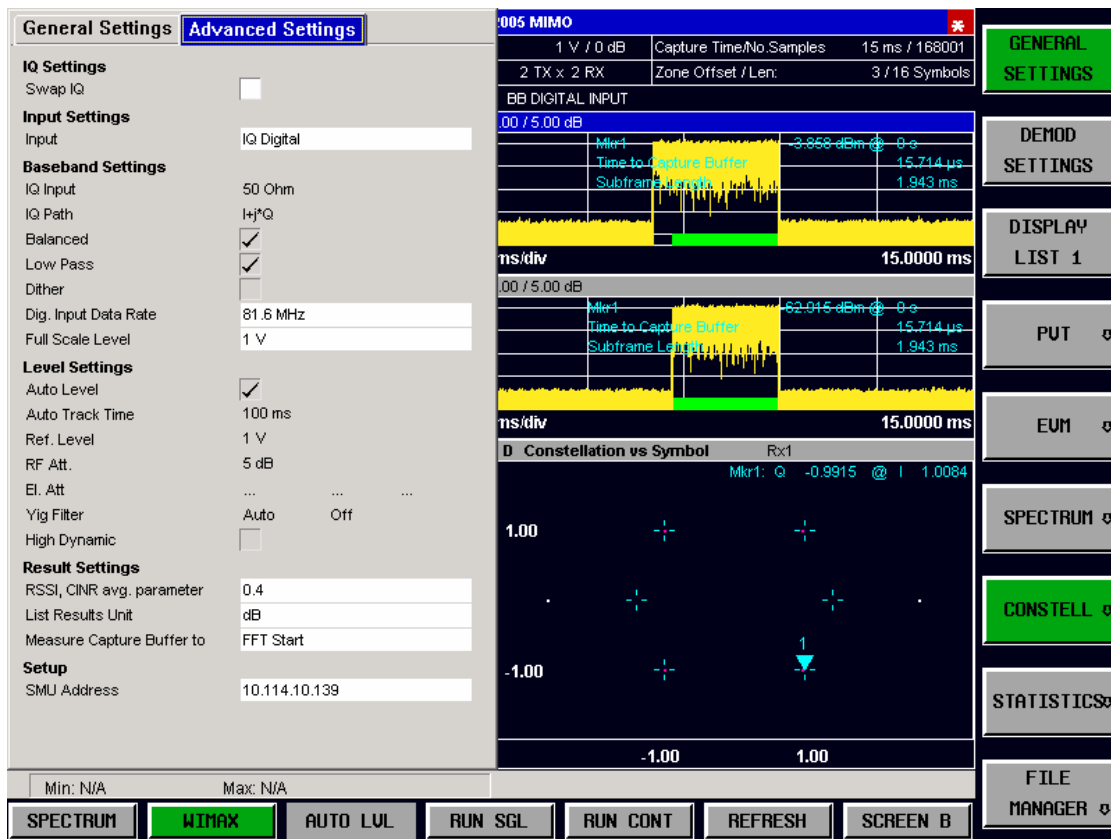 General Settings Advanced Settings
IQ Settings
Swap IQ
Input Settings
Input IQ Digital
Baseband Settings
IQ Input 50 Ohm
IQ Path I+j*Q
Balanced
Low Pass
Dither
Dig. Input Data Rate 81.6 MHz
Full Scale Level 1 V
Level Settings
Auto Level
Auto Track Time 100 ms
Ref. Level 1 V
RF Att. 5 dB
El. Att ... ... ...
Yig Filter Auto Off
High Dynamic
Result Settings
RSSI, CINR avg. parameter 0.4
List Results Unit dB
Measure Capture Buffer to FFT Start
Setup
SMU Address 10.114.10.139
Min: N/A Max: N/A
2005 MIMO
1 V / 0 dB Capture Time/No.Samples 15 ms / 168001
2 TX x 2 RX Zone Offset / Len: 3 / 16 Symbols
BB DIGITAL INPUT
.00 / 5.00 dB
Mkr1 -3.858 dBm @ 0 s
Time to Capture Buffer 15.714 µs
Subframe Length 1.943 ms
ms/div 15.0000 ms
.00 / 5.00 dB
Mkr1 -62.015 dBm @ 0 s
Time to Capture Buffer 15.714 µs
Subframe Length 1.943 ms
ms/div 15.0000 ms
D Constellation vs Symbol Rx1
Mkr1: Q -0.9915 @ I 1.0084
1.00
1
-1.00
-1.00 1.00
GENERAL
SETTINGS
DEMOD
SETTINGS
DISPLAY
LIST 1
PVT
EVM
SPECTRUM
CONSTELL
STATISTICS
FILE
MANAGER
SPECTRUM WIMAX AUTO LVL RUN SGL RUN CONT REFRESH SCREEN B